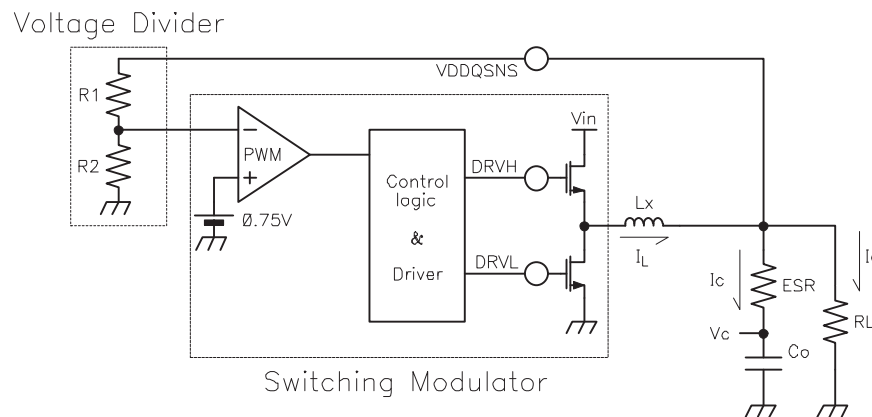 Voltage Divider
VDDQSNS
R1
Vin
PWM
DRVH
R2
Control
logic
&
Driver
Lx
0.75V
IL
DRVL
Ic
ESR
RL
Vc
Co
Switching Modulator